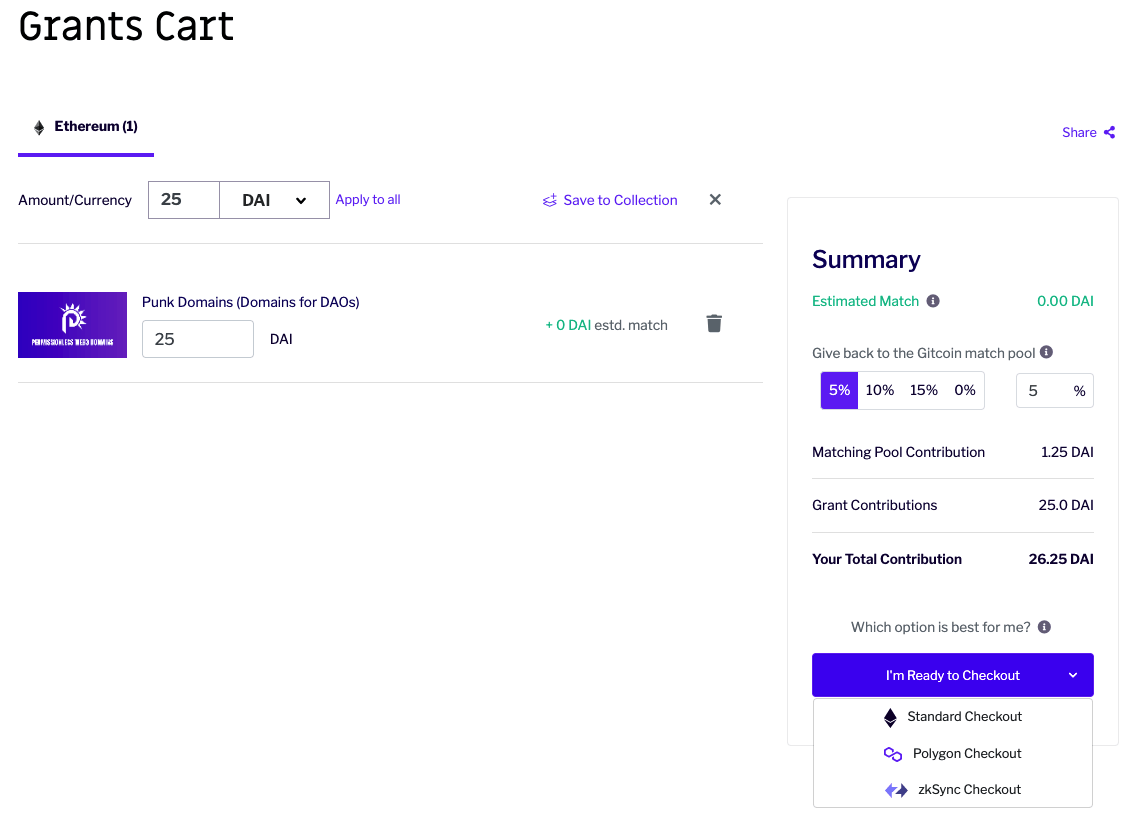 Grants Cart
Ethereum (1)
Share
Amount/Currency 25 DAI Apply to all Save to Collection
Punk Domains (Domains for DAOs)
25 DAI
+ 0 DAI estd. match
PERMISSIONLESS WEB3 DOMAINS
Summary
Estimated Match 0.00 DAI
Give back to the Gitcoin match pool
5% 10% 15% 0% 5 %
Matching Pool Contribution 1.25 DAI
Grant Contributions 25.0 DAI
Your Total Contribution 26.25 DAI
Which option is best for me?
I'm Ready to Checkout
Standard Checkout
Polygon Checkout
zkSync Checkout